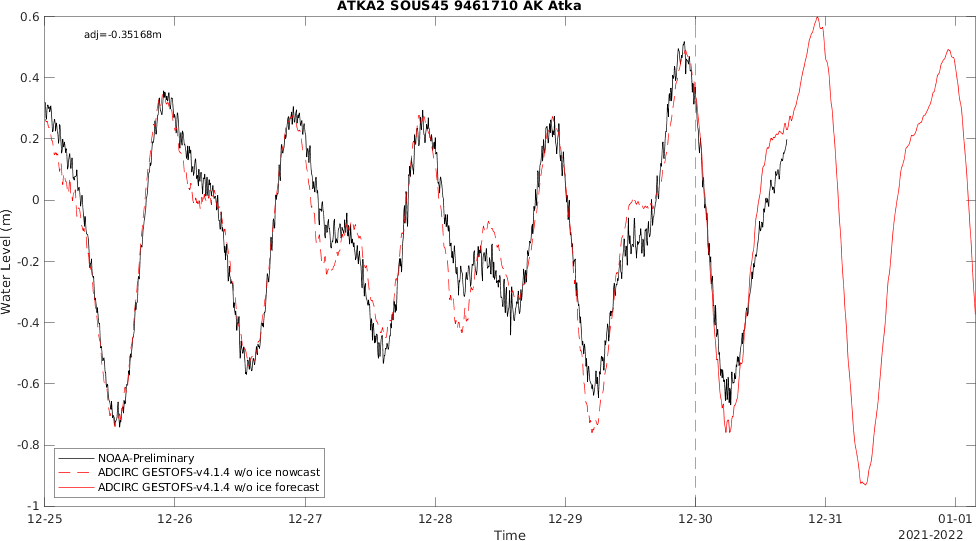 ATKA2 SOUS45 9461710 AK Atka
adj=-0.35168m
0.6
0.4
0.2
0
-0.2
-0.4
-0.6
-0.8
-1
Water Level (m)
NOAA-Preliminary
ADCIRC GESTOFS-v4.1.4 w/o ice nowcast
ADCIRC GESTOFS-v4.1.4 w/o ice forecast
12-25 12-26 12-27 12-28 12-29 12-30 12-31 01-01
Time
2021-2022